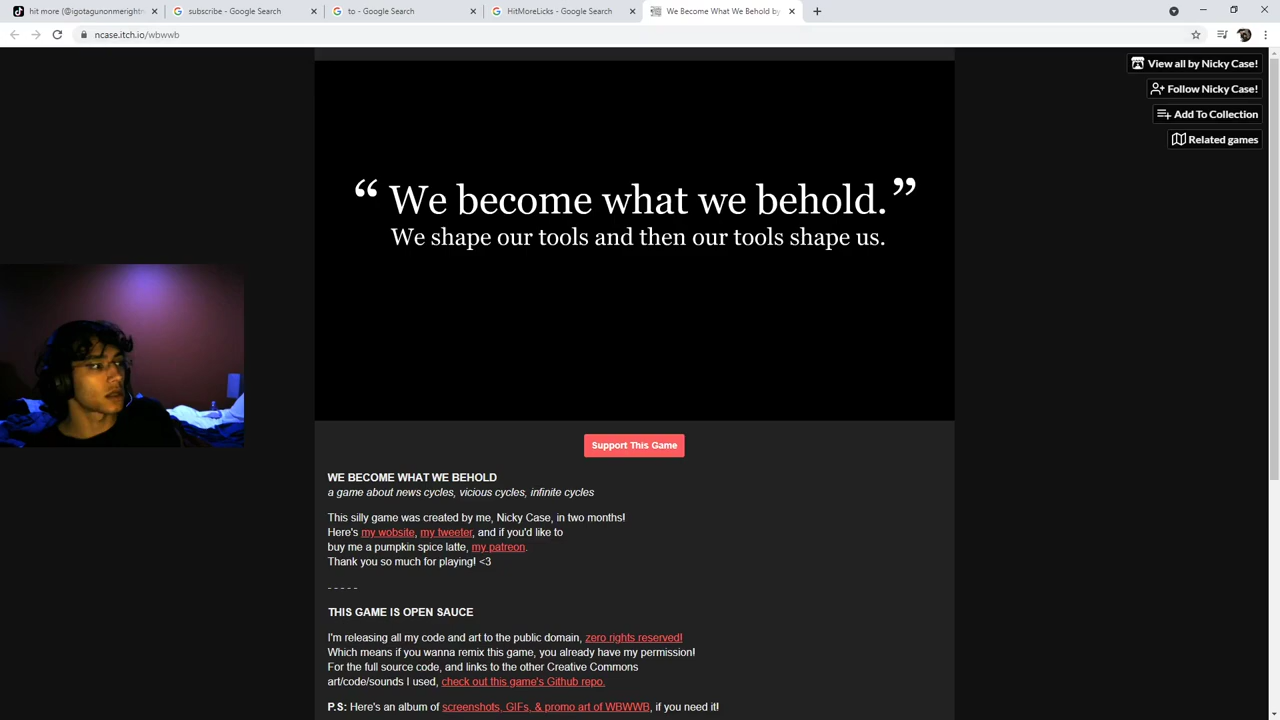 hit more (@igotagunonmerightn
subscribe - Google Search
to - Google Search
HitMoreLicks - Google Search
We Become What We Behold by
ncase.itch.io/wbwwb
View all by Nicky Case!
Follow Nicky Case!
Add To Collection
Related games
“ We become what we behold. ”
We shape our tools and then our tools shape us.
Support This Game
WE BECOME WHAT WE BEHOLD
a game about news cycles, vicious cycles, infinite cycles
This silly game was created by me, Nicky Case, in two months!
Here's my wobsite, my tweeter, and if you'd like to
buy me a pumpkin spice latte, my patreon.
Thank you so much for playing! <3
- - - - -
THIS GAME IS OPEN SAUCE
I'm releasing all my code and art to the public domain, zero rights reserved!
Which means if you wanna remix this game, you already have my permission!
For the full source code, and links to the other Creative Commons
art/code/sounds I used, check out this game's Github repo.
P.S: Here's an album of screenshots, GIFs, & promo art of WBWWB, if you need it!